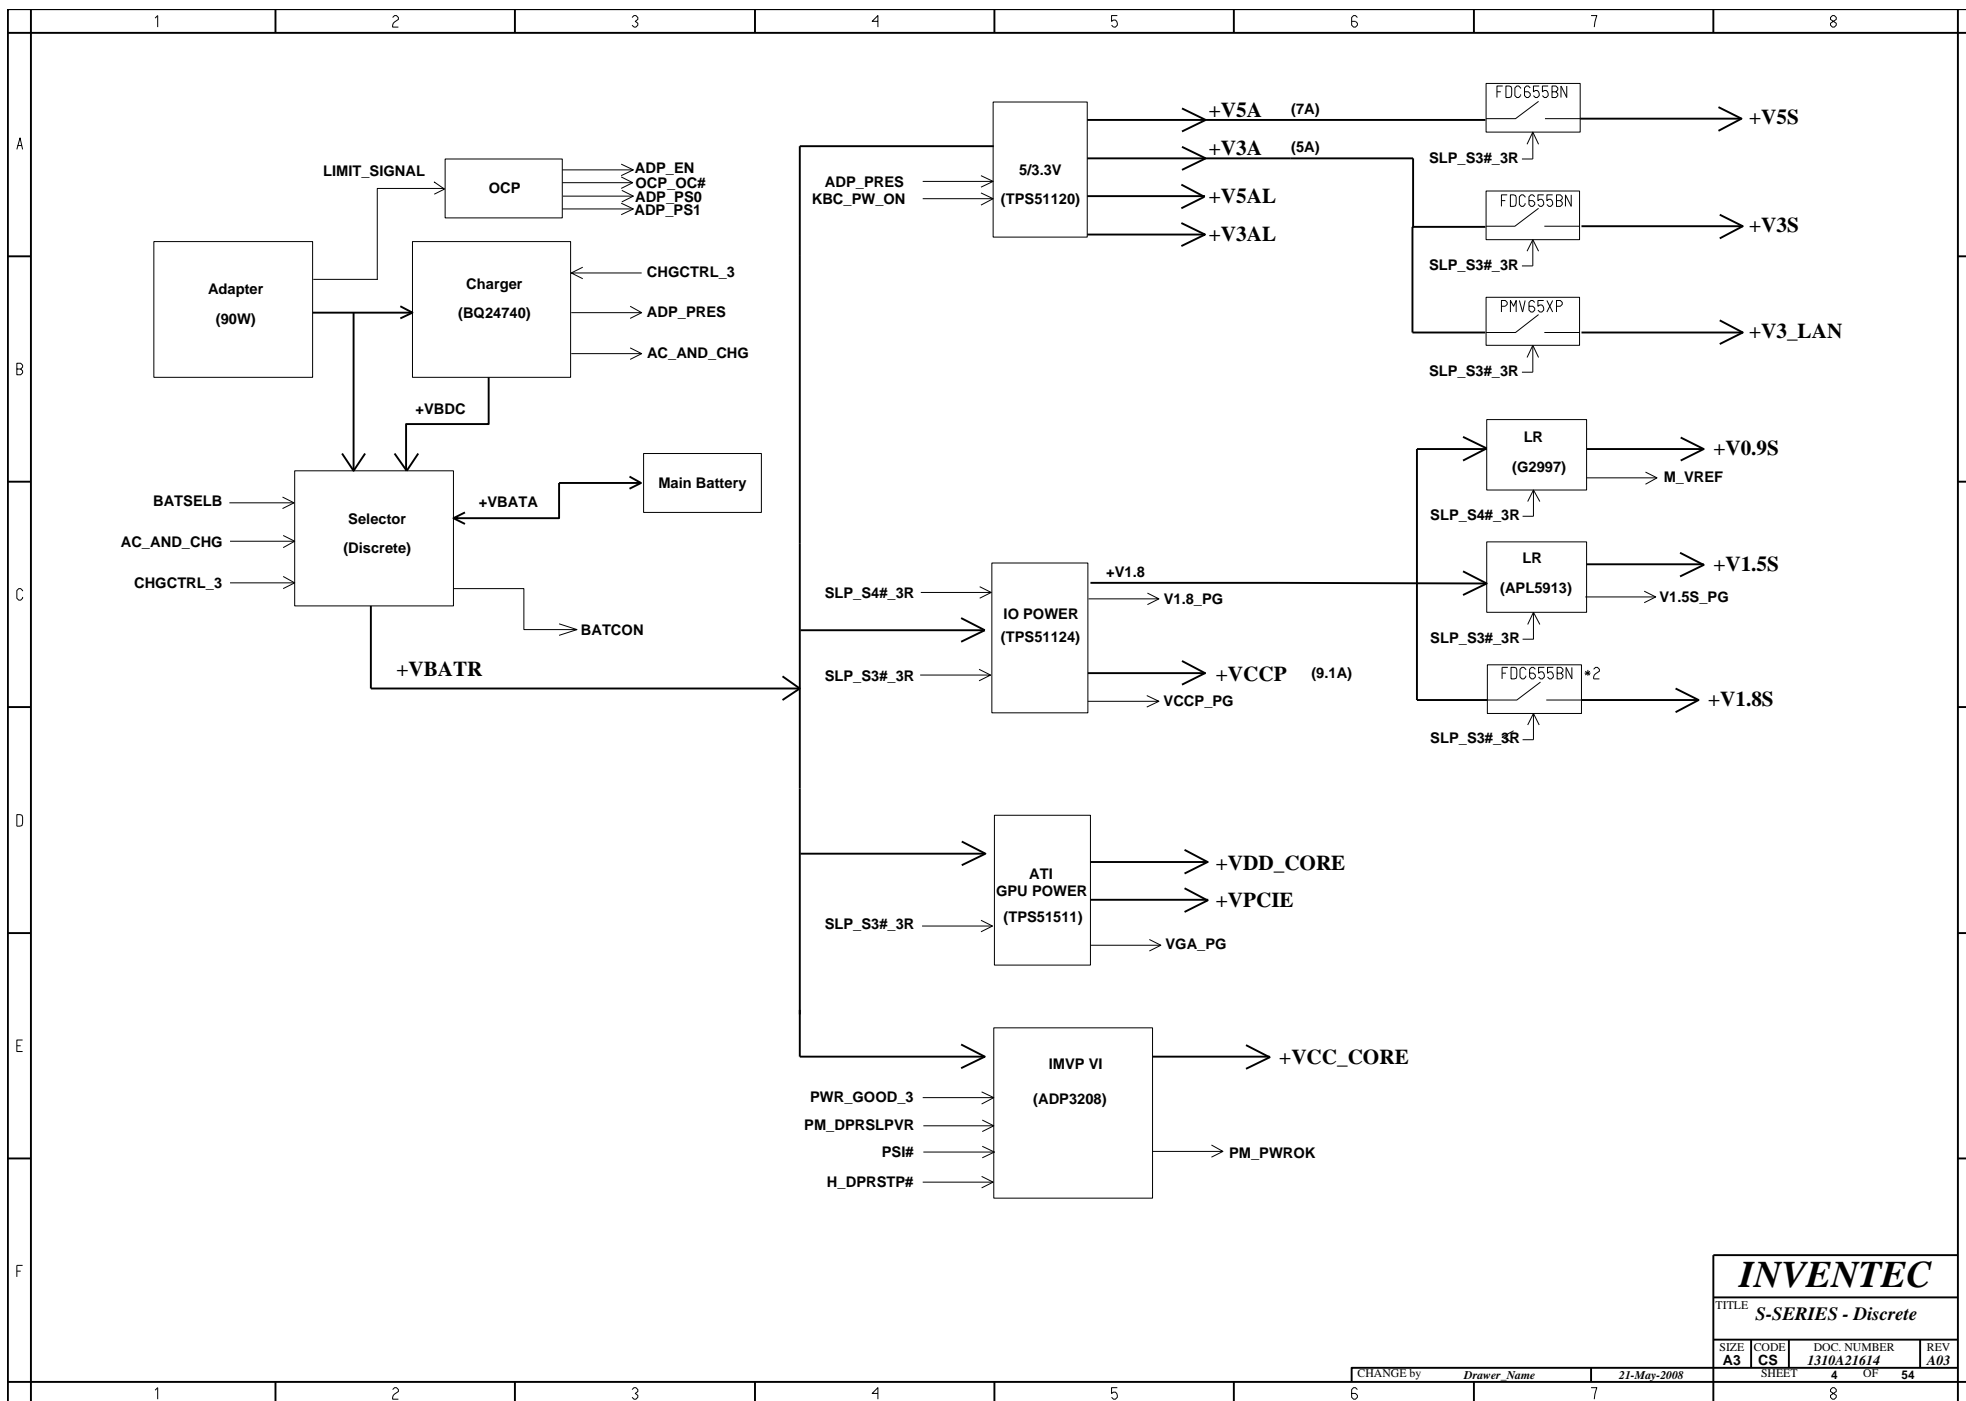 1 2 3 4 5 6 7 8
A
B
C
D
E
F
LIMIT_SIGNAL
OCP
ADP_EN
OCP_OC#
ADP_PS0
ADP_PS1
Adapter
(90W)
Charger
(BQ24740)
CHGCTRL_3
ADP_PRES
AC_AND_CHG
+VBDC
BATSELB
AC_AND_CHG
CHGCTRL_3
Selector
(Discrete)
+VBATA
Main Battery
BATCON
+VBATR
ADP_PRES
KBC_PW_ON
5/3.3V
(TPS51120)
+V5A (7A)
+V3A (5A)
+V5AL
+V3AL
FDC655BN
SLP_S3#_3R
+V5S
FDC655BN
SLP_S3#_3R
+V3S
PMV65XP
SLP_S3#_3R
+V3_LAN
SLP_S4#_3R
SLP_S3#_3R
IO POWER
(TPS51124)
+V1.8
V1.8_PG
+VCCP (9.1A)
VCCP_PG
LR
(G2997)
SLP_S4#_3R
+V0.9S
M_VREF
LR
(APL5913)
SLP_S3#_3R
+V1.5S
V1.5S_PG
FDC655BN *2
SLP_S3#_3R
+V1.8S
SLP_S3#_3R
ATI
GPU POWER
(TPS51511)
+VDD_CORE
+VPCIE
VGA_PG
PWR_GOOD_3
PM_DPRSLPVR
PSI#
H_DPRSTP#
IMVP VI
(ADP3208)
+VCC_CORE
PM_PWROK
INVENTEC
TITLE S-SERIES - Discrete
SIZE CODE DOC. NUMBER REV
A3 CS 1310A21614 A03
CHANGE by Drawer_Name 21-May-2008 SHEET 4 OF 54
1 2 3 4 5 6 7 8